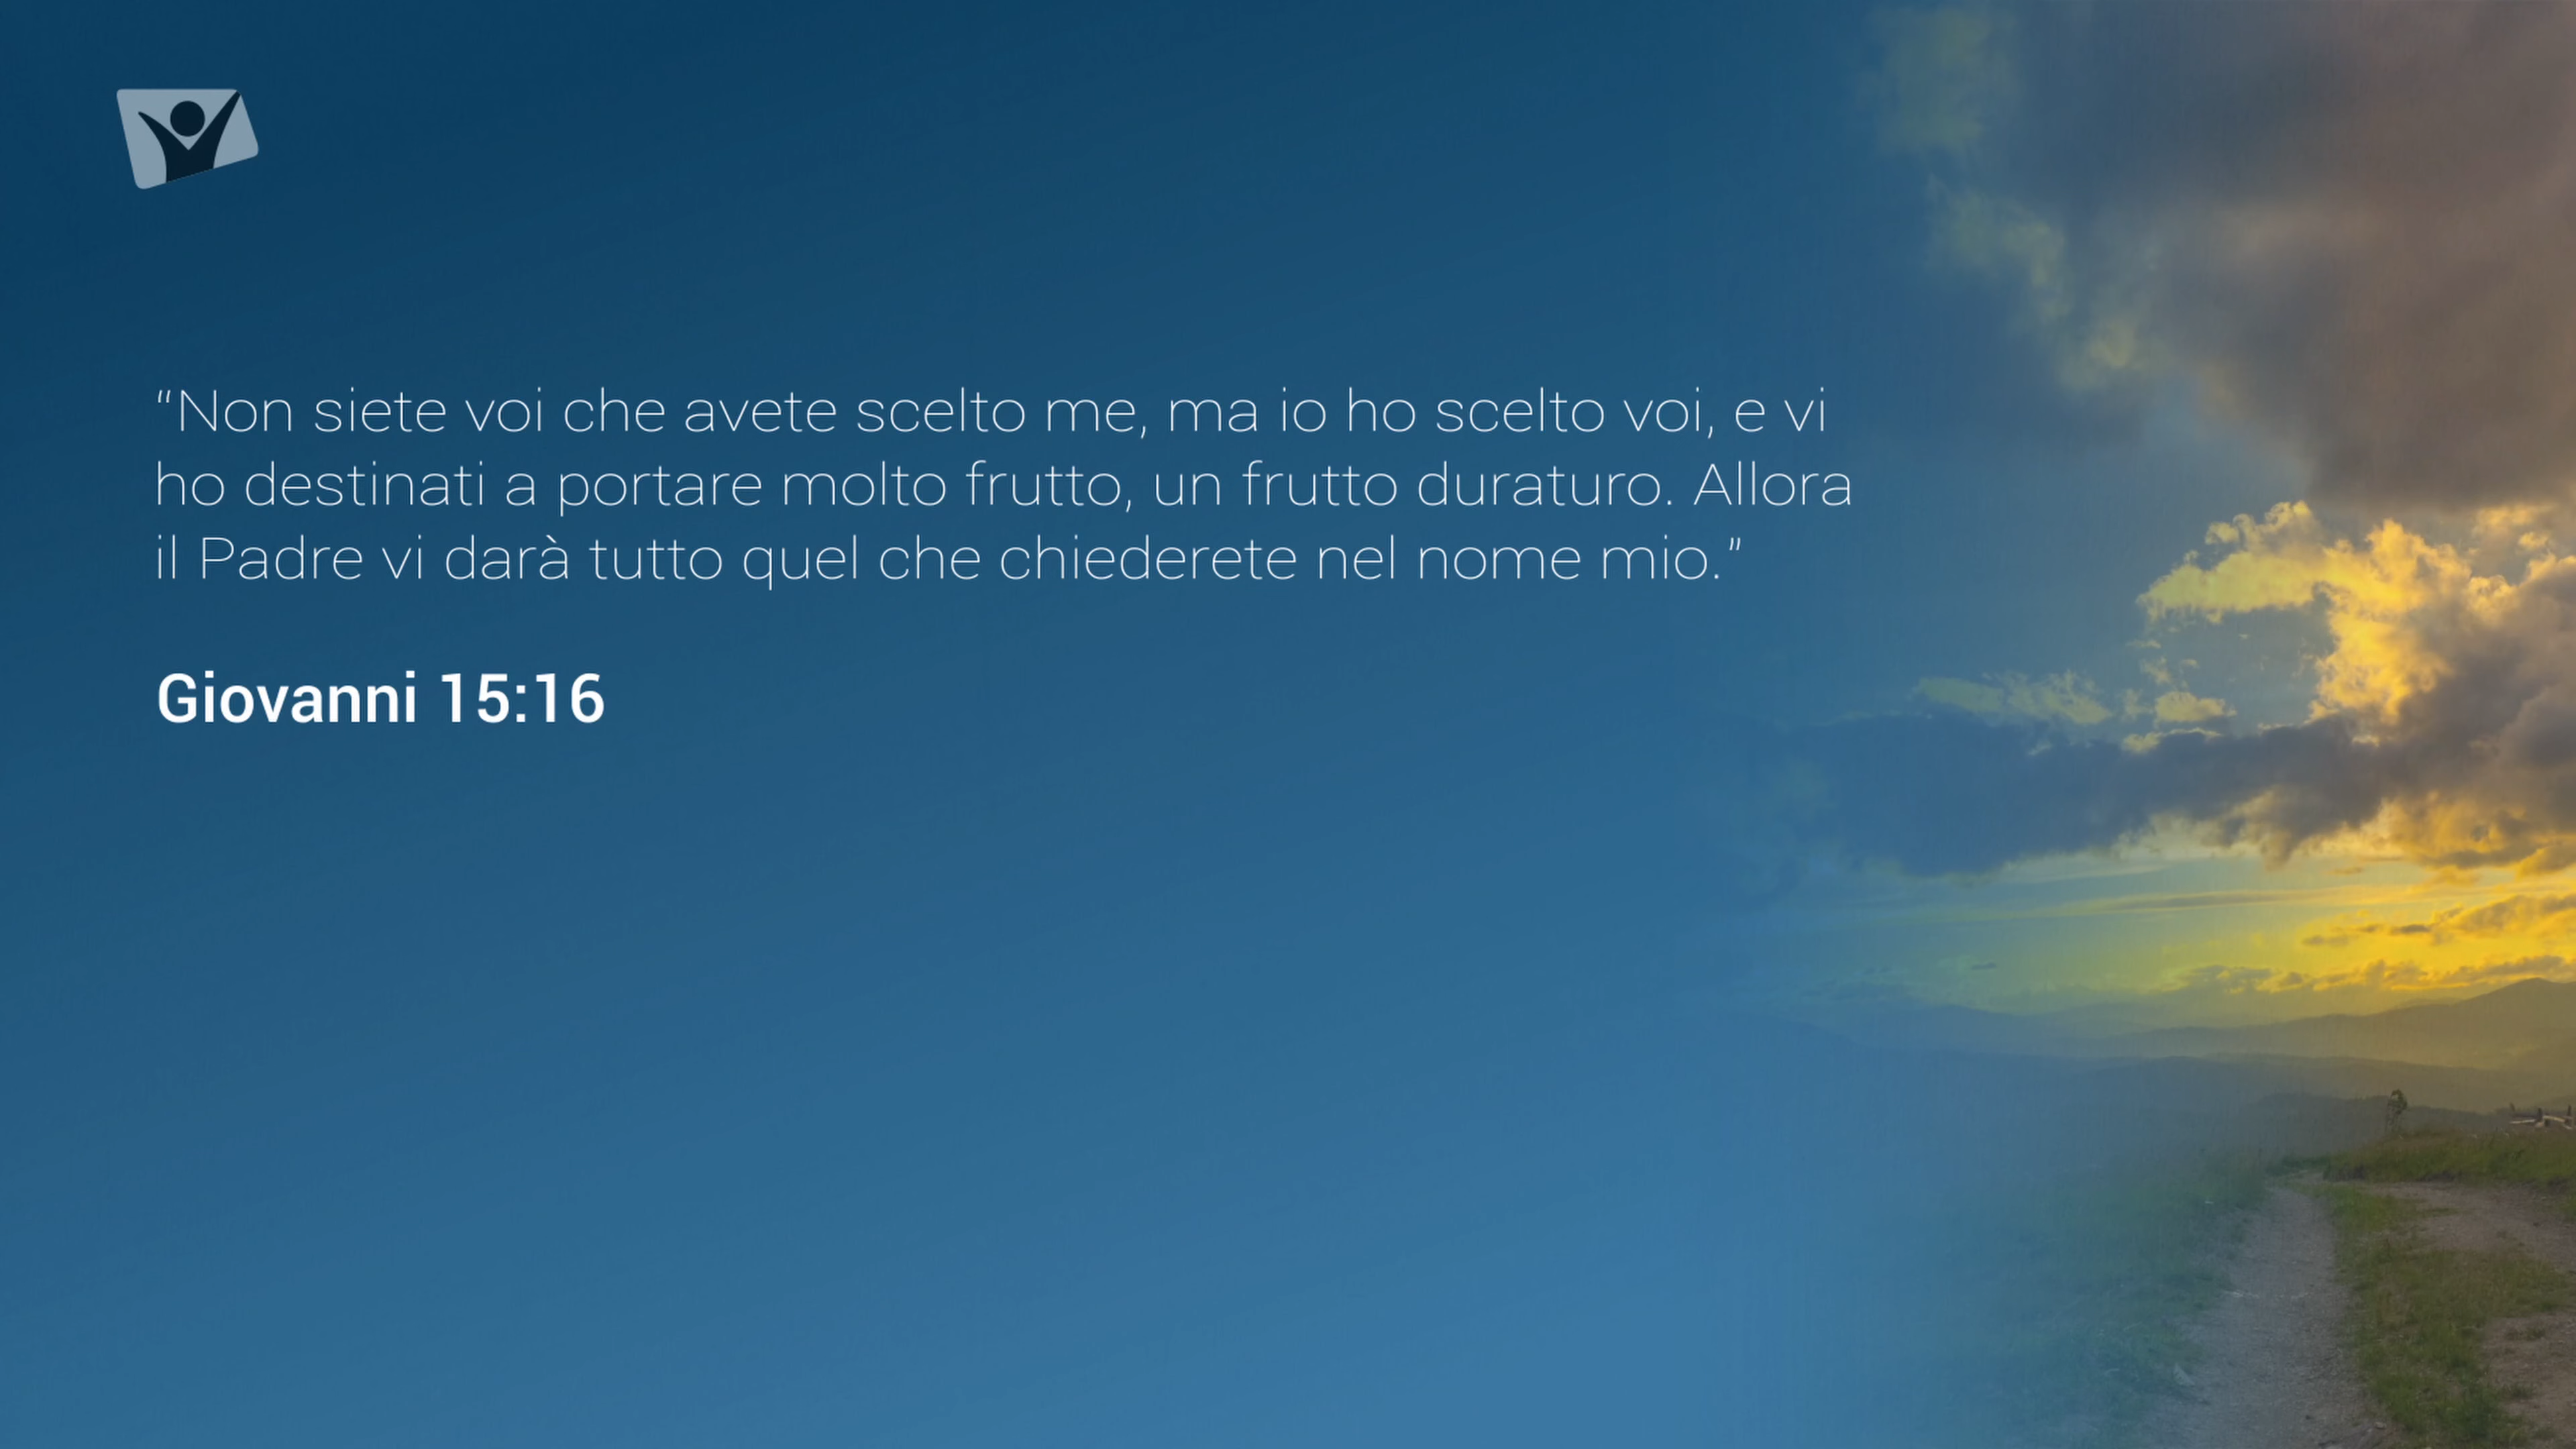 “Non siete voi che avete scelto me, ma io ho scelto voi, e vi
ho destinati a portare molto frutto, un frutto duraturo. Allora
il Padre vi darà tutto quel che chiederete nel nome mio.”
Giovanni 15:16